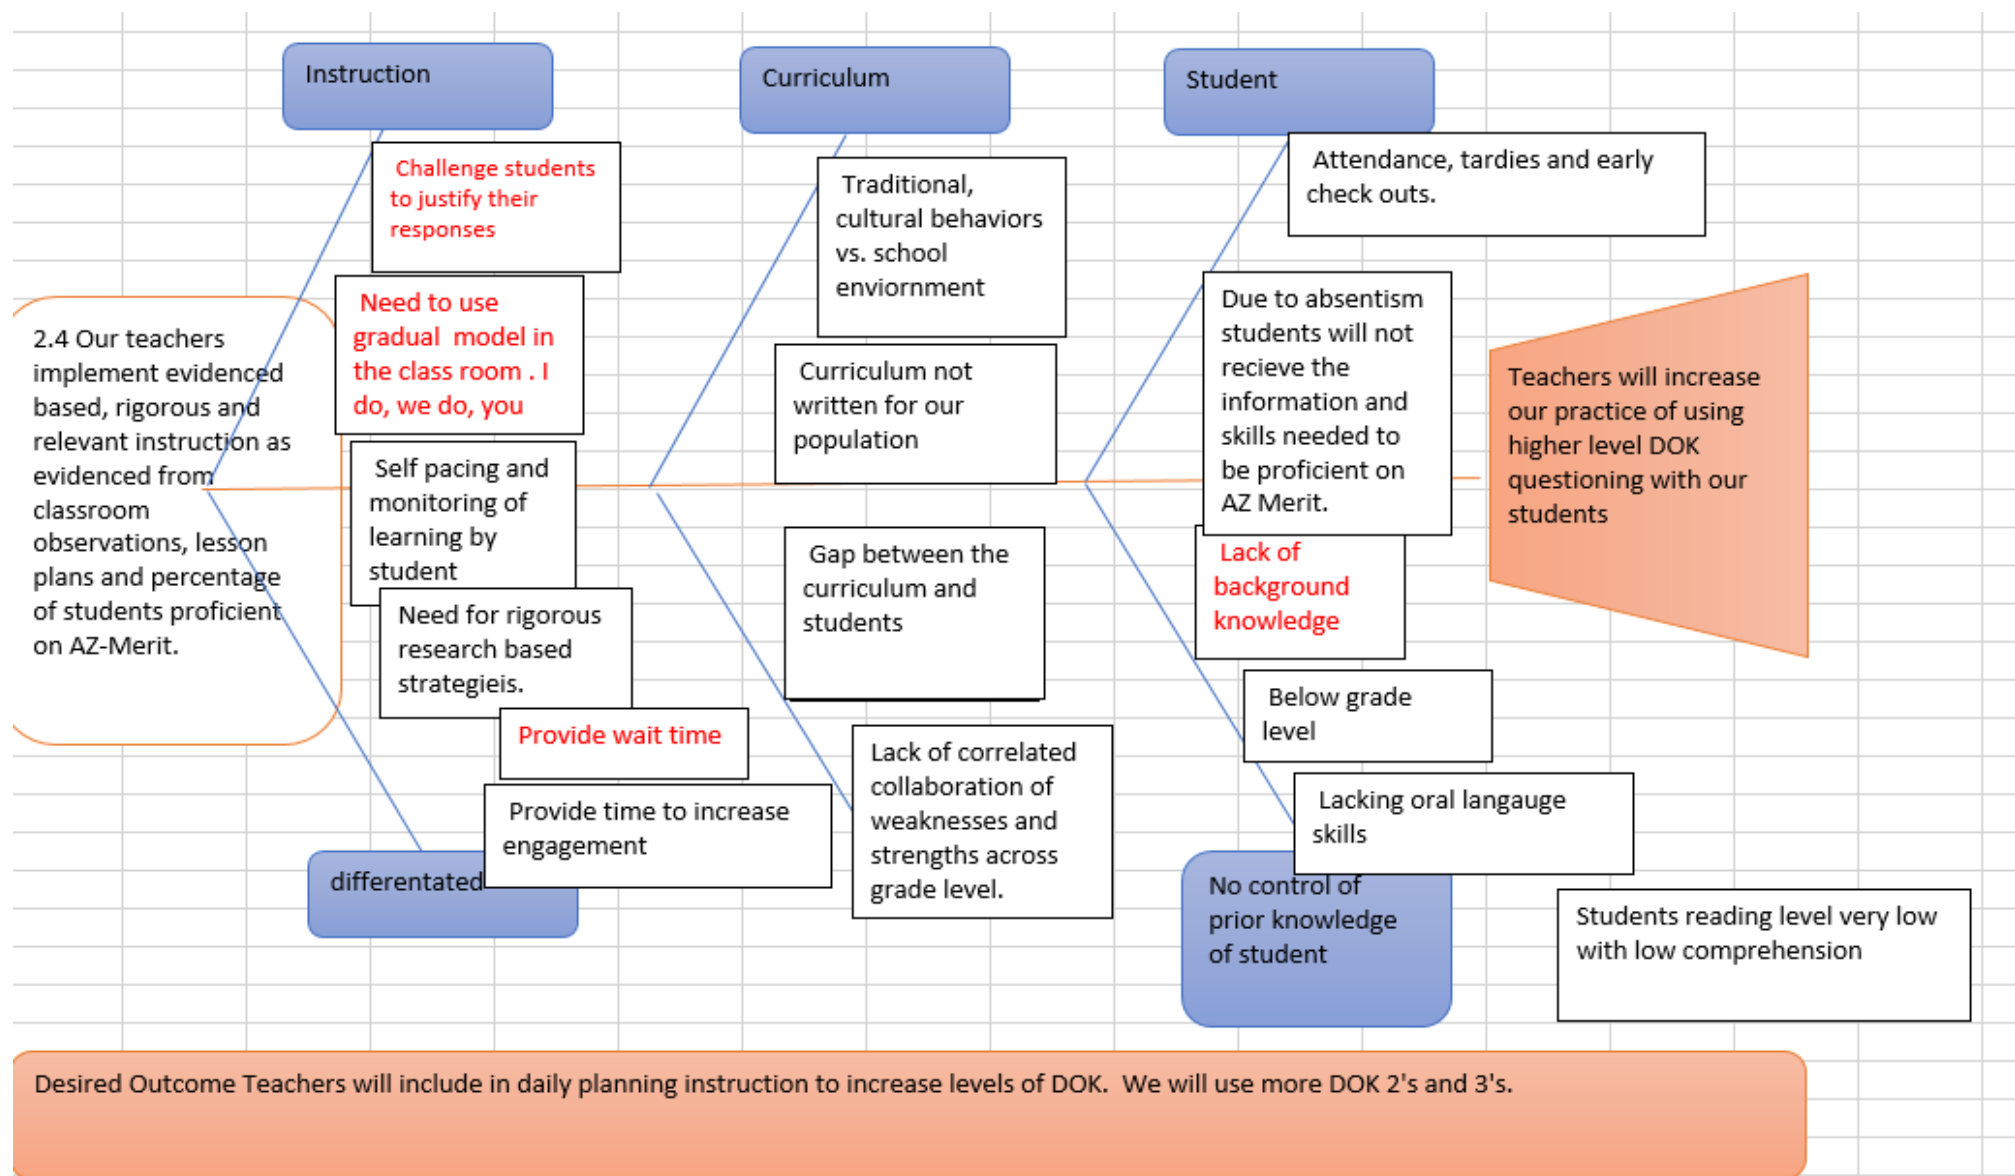 Instruction
Curriculum
Student
Challenge students
to justify their
responses
Need to use
gradual  model in
the class room . I
do, we do, you
Self pacing and
monitoring of
learning by
student
Need for rigorous
research based
strategieis.
Provide wait time
Provide time to increase
engagement
differentated
2.4 Our teachers
implement evidenced
based, rigorous and
relevant instruction as
evidenced from
classroom
observations, lesson
plans and percentage
of students proficient
on AZ-Merit.
Traditional,
cultural behaviors
vs. school
enviornment
Curriculum not
written for our
population
Gap between the
curriculum and
students
Lack of correlated
collaboration of
weaknesses and
strengths across
grade level.
Attendance, tardies and early
check outs.
Due to absentism
students will not
recieve the
information and
skills needed to
be proficient on
AZ Merit.
Lack of
background
knowledge
Below grade
level
Lacking oral langauge
skills
No control of
prior knowledge
of student
Students reading level very low
with low comprehension
Teachers will increase
our practice of using
higher level DOK
questioning with our
students
Desired Outcome Teachers will include in daily planning instruction to increase levels of DOK.  We will use more DOK 2's and 3's.